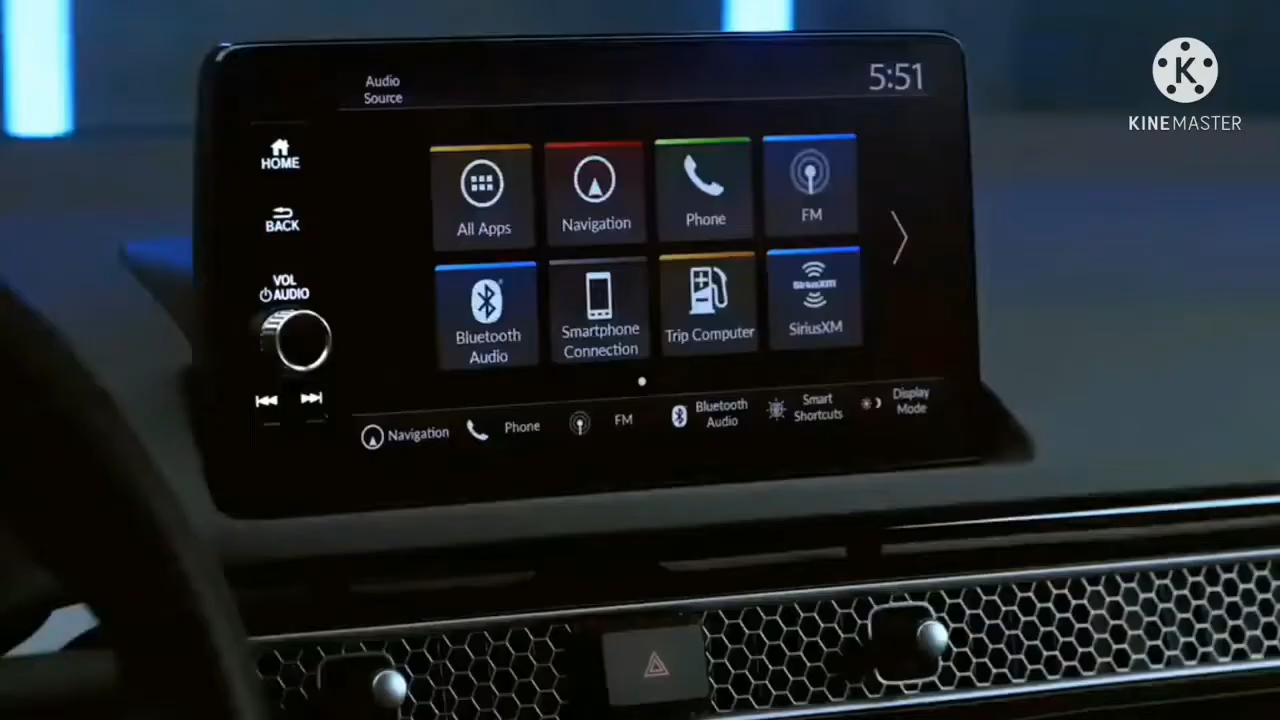 Audio
Source
5:51
HOME
BACK
VOL
AUDIO
All Apps
Navigation
Phone
FM
Bluetooth
Audio
Smartphone
Connection
Trip Computer
SiriusXM
SiriusXM
Navigation
Phone
FM
Bluetooth
Audio
Smart
Shortcuts
Display
Mode
K
KINEMASTER